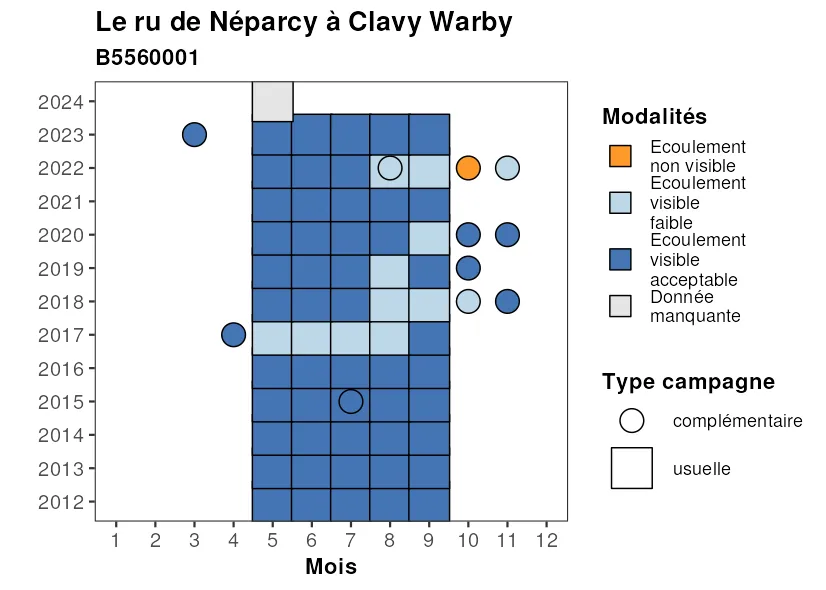 Le ru de Néparcy à Clavy Warby
B5560001
2024
2023
2022
2021
2020
2019
2018
2017
2016
2015
2014
2013
2012
1 2 3 4 5 6 7 8 9 10 11 12
Mois
Modalités
Ecoulement
non visible
Ecoulement
visible
faible
Ecoulement
visible
acceptable
Donnée
manquante
Type campagne
complémentaire
usuelle